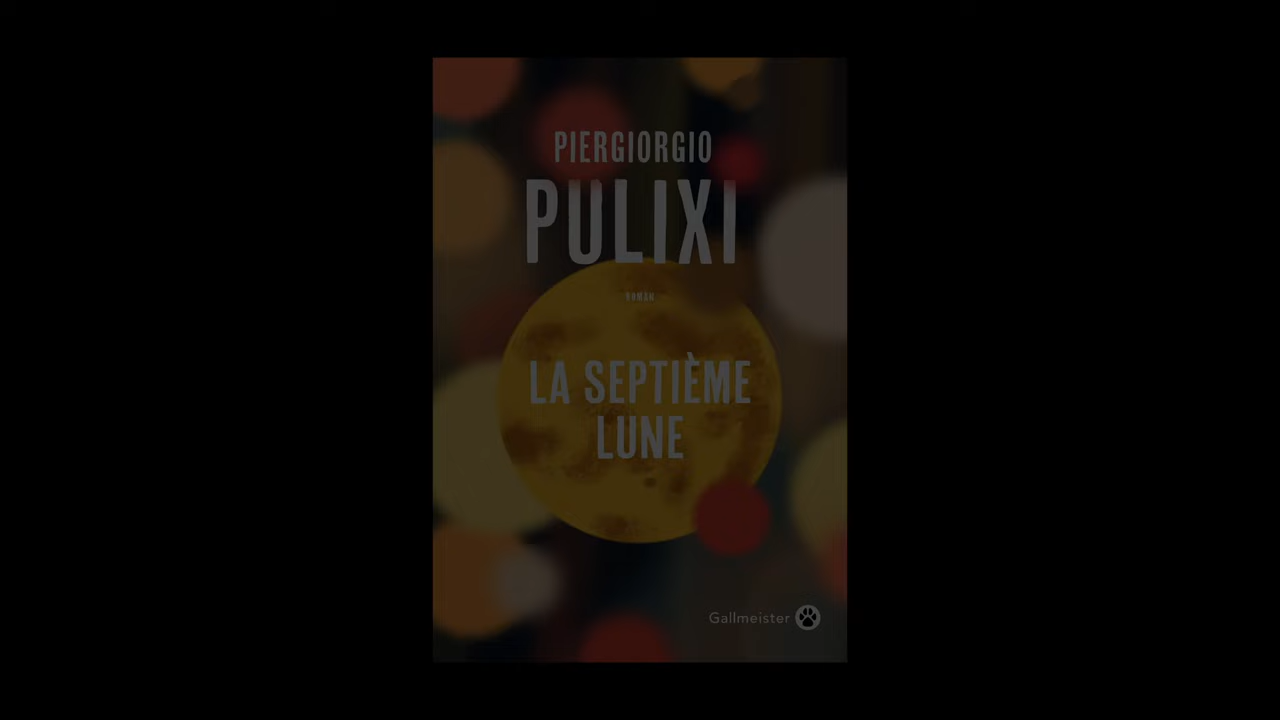 PIERGIORGIO
PULIXI
ROMAN
LA SEPTIÈME
LUNE
Gallmeister